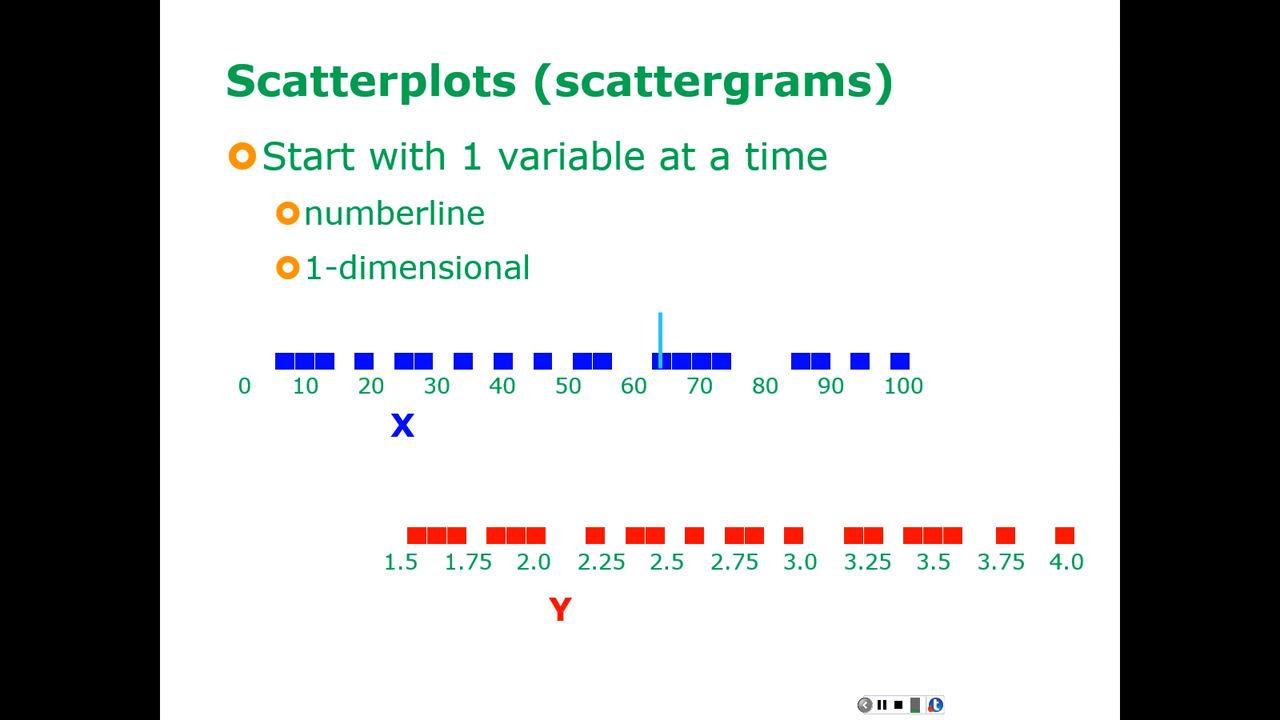 Scatterplots (scattergrams)
Start with 1 variable at a time
numberline
1-dimensional
0 10 20 30 40 50 60 70 80 90 100
X
1.5 1.75 2.0 2.25 2.5 2.75 3.0 3.25 3.5 3.75 4.0
Y
t